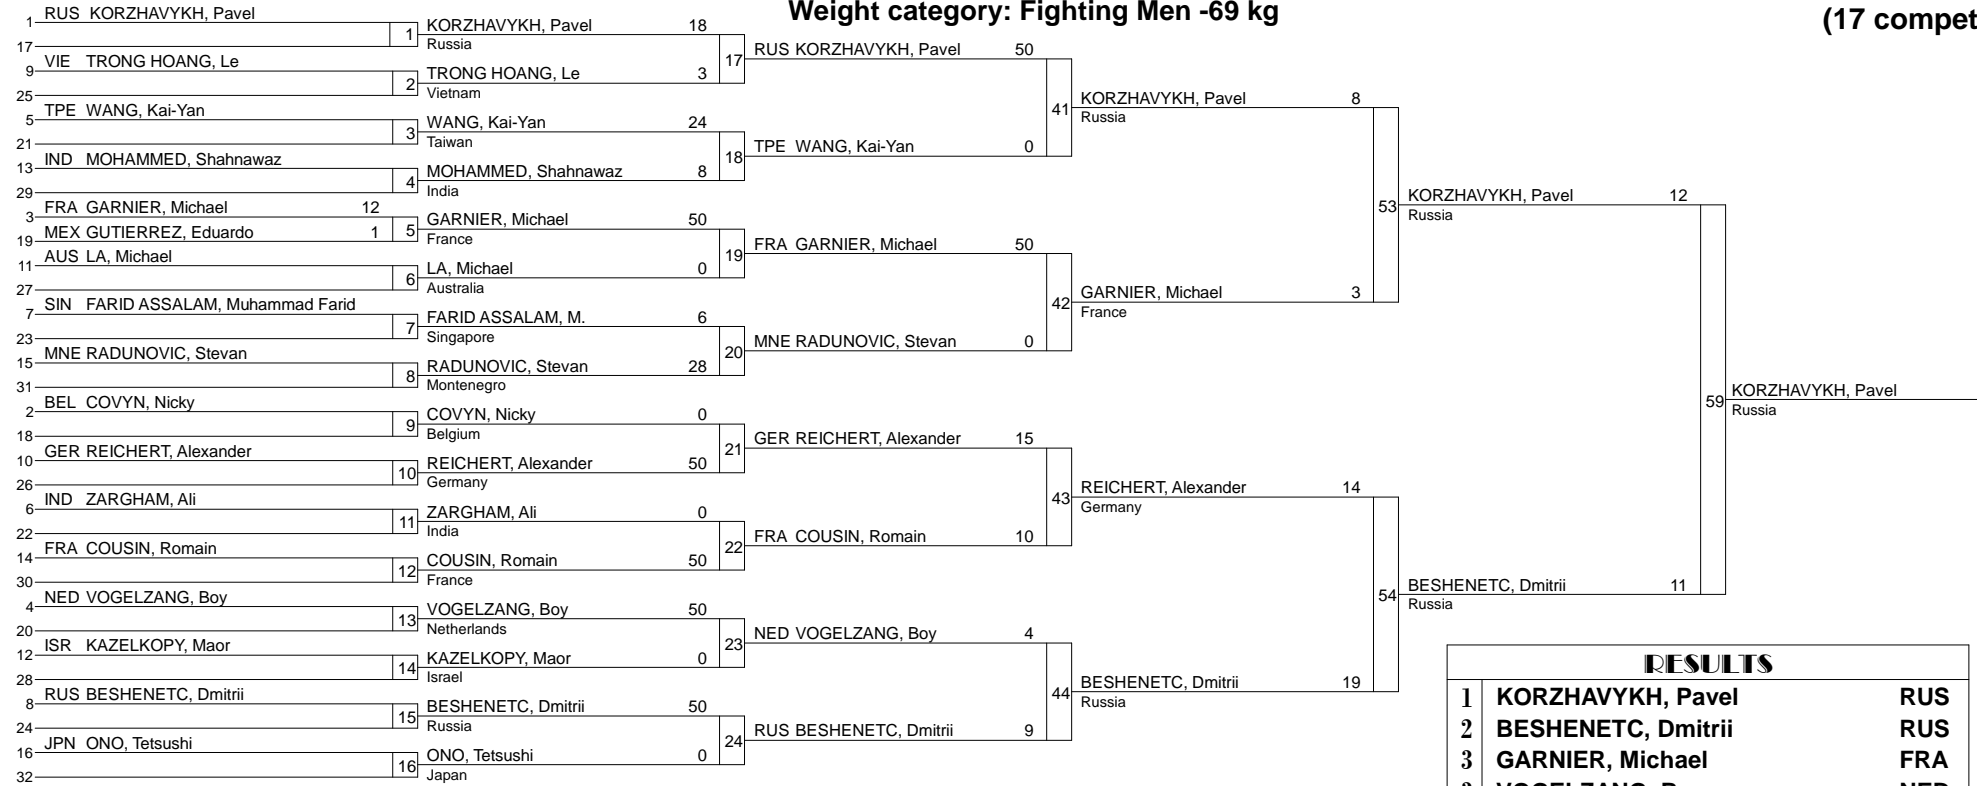 Weight category: Fighting Men -69 kg
(17 compet
1 RUS KORZHAVYKH, Pavel
17
9 VIE TRONG HOANG, Le
25
5 TPE WANG, Kai-Yan
21
13 IND MOHAMMED, Shahnawaz
29
3 FRA GARNIER, Michael 12
19 MEX GUTIERREZ, Eduardo 1
11 AUS LA, Michael
27
7 SIN FARID ASSALAM, Muhammad Farid
23
15 MNE RADUNOVIC, Stevan
31
2 BEL COVYN, Nicky
18
10 GER REICHERT, Alexander
26
6 IND ZARGHAM, Ali
22
14 FRA COUSIN, Romain
30
4 NED VOGELZANG, Boy
20
12 ISR KAZELKOPY, Maor
28
8 RUS BESHENETC, Dmitrii
24
16 JPN ONO, Tetsushi
32
1 KORZHAVYKH, Pavel 18
Russia
2 TRONG HOANG, Le 3
Vietnam
3 WANG, Kai-Yan 24
Taiwan
4 MOHAMMED, Shahnawaz 8
India
5 GARNIER, Michael 50
France
6 LA, Michael 0
Australia
7 FARID ASSALAM, M. 6
Singapore
8 RADUNOVIC, Stevan 28
Montenegro
9 COVYN, Nicky 0
Belgium
10 REICHERT, Alexander 50
Germany
11 ZARGHAM, Ali 0
India
12 COUSIN, Romain 50
France
13 VOGELZANG, Boy 50
Netherlands
14 KAZELKOPY, Maor 0
Israel
15 BESHENETC, Dmitrii 50
Russia
16 ONO, Tetsushi 0
Japan
17 RUS KORZHAVYKH, Pavel 50
18 TPE WANG, Kai-Yan 0
19 FRA GARNIER, Michael 50
20 MNE RADUNOVIC, Stevan 0
21 GER REICHERT, Alexander 15
22 FRA COUSIN, Romain 10
23 NED VOGELZANG, Boy 4
24 RUS BESHENETC, Dmitrii 9
41 KORZHAVYKH, Pavel 8
Russia
42 GARNIER, Michael 3
France
43 REICHERT, Alexander 14
Germany
44 BESHENETC, Dmitrii 19
Russia
53 KORZHAVYKH, Pavel 12
Russia
54 BESHENETC, Dmitrii 11
Russia
59 KORZHAVYKH, Pavel
Russia
RESULTS
1 KORZHAVYKH, Pavel RUS
2 BESHENETC, Dmitrii RUS
3 GARNIER, Michael FRA
3 VOGELZANG, Boy NED